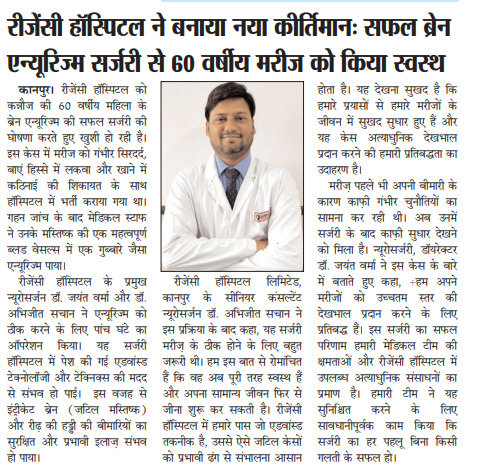 रीजेंसी हॉस्पिटल ने बनाया नया कीर्तिमानः सफल ब्रेन
एन्यूरिज्म सर्जरी से 60 वर्षीय मरीज को किया स्वस्थ
कानपुर। रीजेंसी हॉस्पिटल को
कन्नौज की 60 वर्षीय महिला के
ब्रेन एन्यूरिज्म की सफल सर्जरी की
घोषणा करते हुए खुशी हो रही है।
इस केस में मरीज को गंभीर सिरदर्द,
बाएं हिस्से में लकवा और खाने में
कठिनाई की शिकायत के साथ
हॉस्पिटल में भर्ती कराया गया था।
गहन जांच के बाद मेडिकल स्टाफ
ने उनके मस्तिष्क की एक महत्वपूर्ण
ब्लड वेसल्स में एक गुब्बारे जैसा
एन्यूरिज्म पाया।
रीजेंसी हॉस्पिटल के प्रमुख
न्यूरोसर्जन डॉ. जयंत वर्मा और डॉ.
अभिजीत सचान ने एन्यूरिज्म को
ठीक करने के लिए पांच घंटे का
ऑपरेशन किया। यह सर्जरी
हॉस्पिटल में पेश की गई एडवांस्ड
टेक्नोलॉजी और टेक्निक्स की मदद
से संभव हो पाई। इस वजह से
इंट्रीकेट ब्रेन (जटिल मस्तिष्क)
और रीढ़ की हड्डी की बीमारियों का
सुरक्षित और प्रभावी इलाज़ संभव
हो पाया।
रीजेंसी हॉस्पिटल लिमिटेड,
कानपुर के सीनियर कंसल्टेंट
न्यूरोसर्जन डॉ. अभिजीत सचान ने
इस प्रक्रिया के बाद कहा, यह सर्जरी
मरीज़ के ठीक होने के लिए बहुत
जरूरी थी। हम इस बात से रोमांचित
हैं कि वह अब पूरी तरह स्वस्थ हैं
और अपना सामान्य जीवन फिर से
जीना शुरू कर सकती है। रीजेंसी
हॉस्पिटल में हमारे पास जो एडवांस्ड
तकनीक है, उससे ऐसे जटिल केसों
को प्रभावी ढंग से संभालना आसान
होता है। यह देखना सुखद है कि
हमारे प्रयासों से हमारे मरीजों के
जीवन में सुखद सुधार हुए हैं और
यह केस अत्याधुनिक देखभाल
प्रदान करने की हमारी प्रतिबद्धता का
उदाहरण है।
मरीज़ पहले भी अपनी बीमारी के
कारण काफ़ी गंभीर चुनौतियों का
सामना कर रही थी। अब उनमें
सर्जरी के बाद काफी सुधार देखने
को मिला है। न्यूरोसर्जरी, डॉयरेक्टर
डॉ. जयंत वर्मा ने इस केस के बारे
में बताते हुए कहा, ÷हम अपने
मरीजों को उच्चतम स्तर की
देखभाल प्रदान करने के लिए
प्रतिबद्ध हैं। इस सर्जरी का सफल
परिणाम हमारी मेडिकल टीम की
क्षमताओं और रीजेंसी हॉस्पिटल में
उपलब्ध अत्याधुनिक संसाधनों का
प्रमाण है। हमारी टीम ने यह
सुनिश्चित करने के लिए
सावधानीपूर्वक काम किया कि
सर्जरी का हर पहलू बिना किसी
गलती के सफल हो।